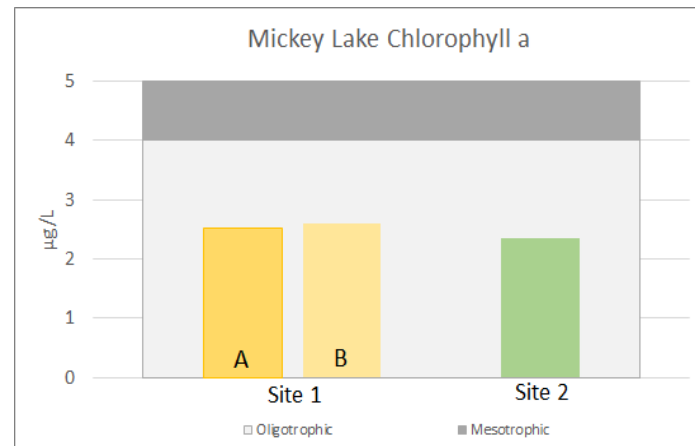 Mickey Lake Chlorophyll a
5
4
3
2
1
0
µg/L
A
B
Site 1
Site 2
Oligotrophic
Mesotrophic